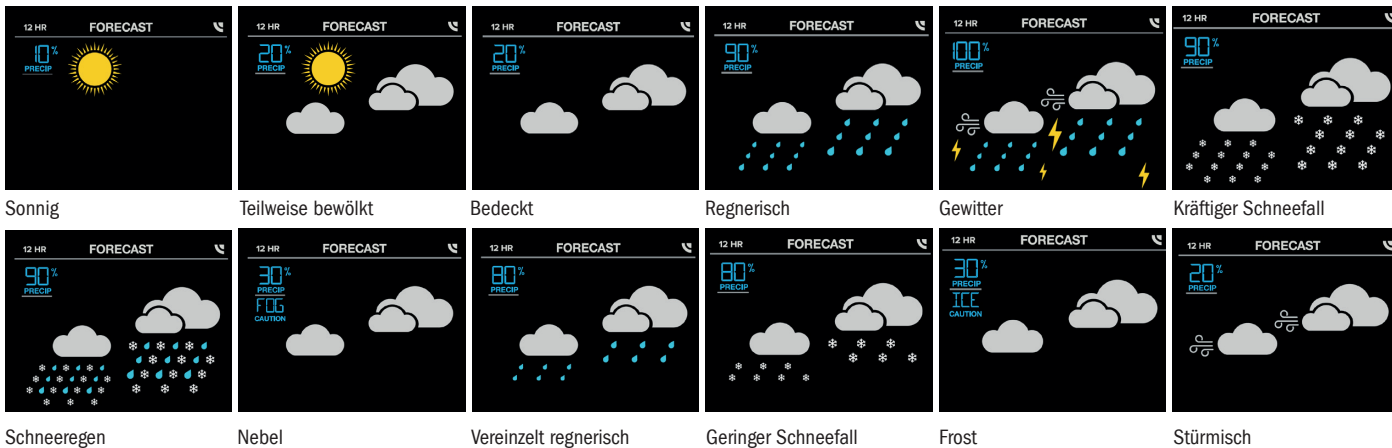 12 HR FORECAST
10%
PRECIP
Sonnig
12 HR FORECAST
20%
PRECIP
Teilweise bewölkt
12 HR FORECAST
20%
PRECIP
Bedeckt
12 HR FORECAST
90%
PRECIP
Regnerisch
12 HR FORECAST
100%
PRECIP
Gewitter
12 HR FORECAST
90%
PRECIP
Kräftiger Schneefall
12 HR FORECAST
90%
PRECIP
Schneeregen
12 HR FORECAST
30%
PRECIP
FOG
CAUTION
Nebel
12 HR FORECAST
80%
PRECIP
Vereinzelt regnerisch
12 HR FORECAST
80%
PRECIP
Geringer Schneefall
12 HR FORECAST
30%
PRECIP
ICE
CAUTION
Frost
12 HR FORECAST
20%
PRECIP
Stürmisch